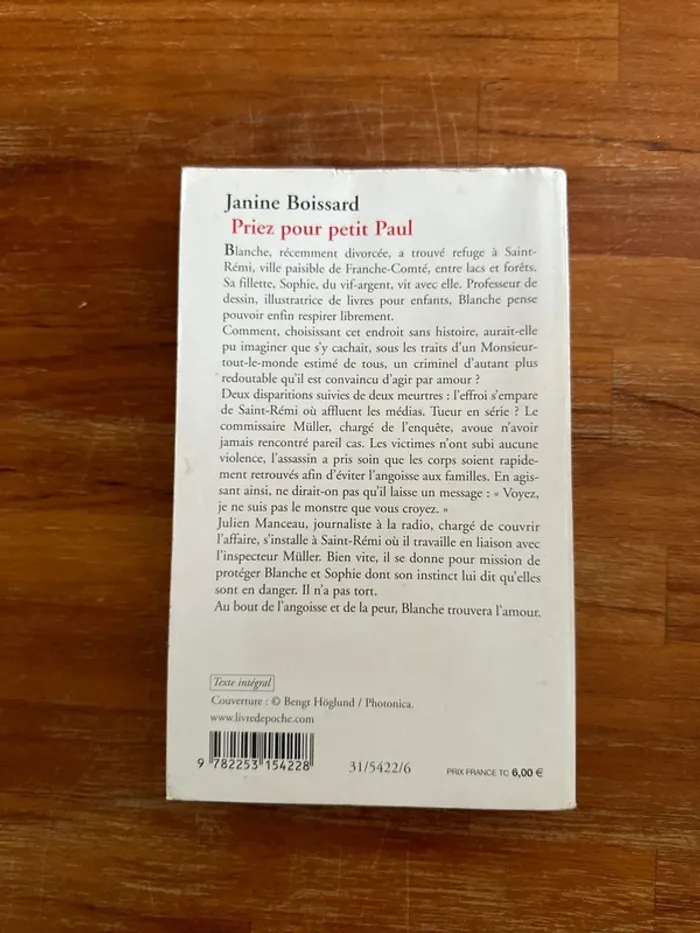 Janine Boissard
Priez pour petit Paul
Blanche, récemment divorcée, a trouvé refuge à Saint-
Rémi, ville paisible de Franche-Comté, entre lacs et forêts.
Sa fillette, Sophie, du vif-argent, vit avec elle. Professeur de
dessin, illustratrice de livres pour enfants, Blanche pense
pouvoir enfin respirer librement.
Comment, choisissant cet endroit sans histoire, aurait-elle
pu imaginer que s'y cachait, sous les traits d'un Monsieur-
tout-le-monde estimé de tous, un criminel d'autant plus
redoutable qu'il est convaincu d'agir par amour ?
Deux disparitions suivies de deux meurtres : l'effroi s'empare
de Saint-Rémi où affluent les médias. Tueur en série ? Le
commissaire Müller, chargé de l'enquête, avoue n'avoir
jamais rencontré pareil cas. Les victimes n'ont subi aucune
violence, l'assassin a pris soin que les corps soient rapide-
ment retrouvés afin d'éviter l'angoisse aux familles. En agis-
sant ainsi, ne dirait-on pas qu'il laisse un message : « Voyez,
je ne suis pas le monstre que vous croyez. »
Julien Manceau, journaliste à la radio, chargé de couvrir
l'affaire, s'installe à Saint-Rémi où il travaille en liaison avec
l'inspecteur Müller. Bien vite, il se donne pour mission de
protéger Blanche et Sophie dont son instinct lui dit qu'elles
sont en danger. Il n'a pas tort.
Au bout de l'angoisse et de la peur, Blanche trouvera l'amour.
Texte intégral
Couverture : © Bengt Höglund / Photonica.
www.livredepoche.com
9 782253 154228
31/5422/6
PRIX FRANCE TC 6,00 €